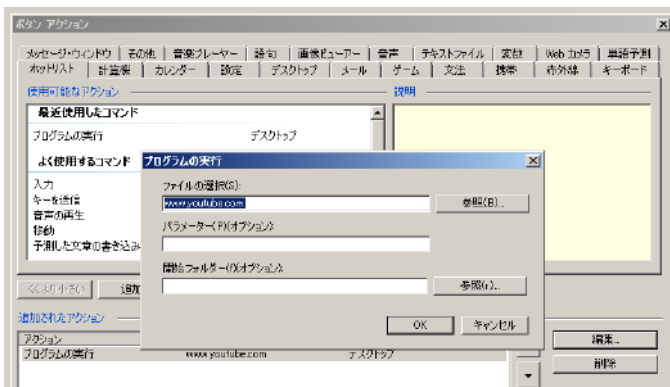 ボタン アクション
メッセージ・ウィンドウ その他 音楽プレーヤー 語句 画像ビューアー 音声 テキストファイル 変数 Web カメラ 単語予測
ホットリスト 計算機 カレンダー 設定 デスクトップ メール ゲーム 文法 携帯 赤外線 キーボード
使用可能なアクション 説明
最近使用したコマンド
プログラムの実行 デスクトップ
よく使用するコマンド
入力
キーを送信
音声の再生
移動
予測した文章の書き込み
プログラムの実行
ファイルの選択(S):
www.youtube.com 参照(B)...
パラメーター(P)(オプション):
開始フォルダー(I)(オプション):
参照(r)...
OK キャンセル
<< より小さい 追加
追加されたアクション
アクション
プログラムの実行 www.youtube.com デスクトップ
編集...
削除